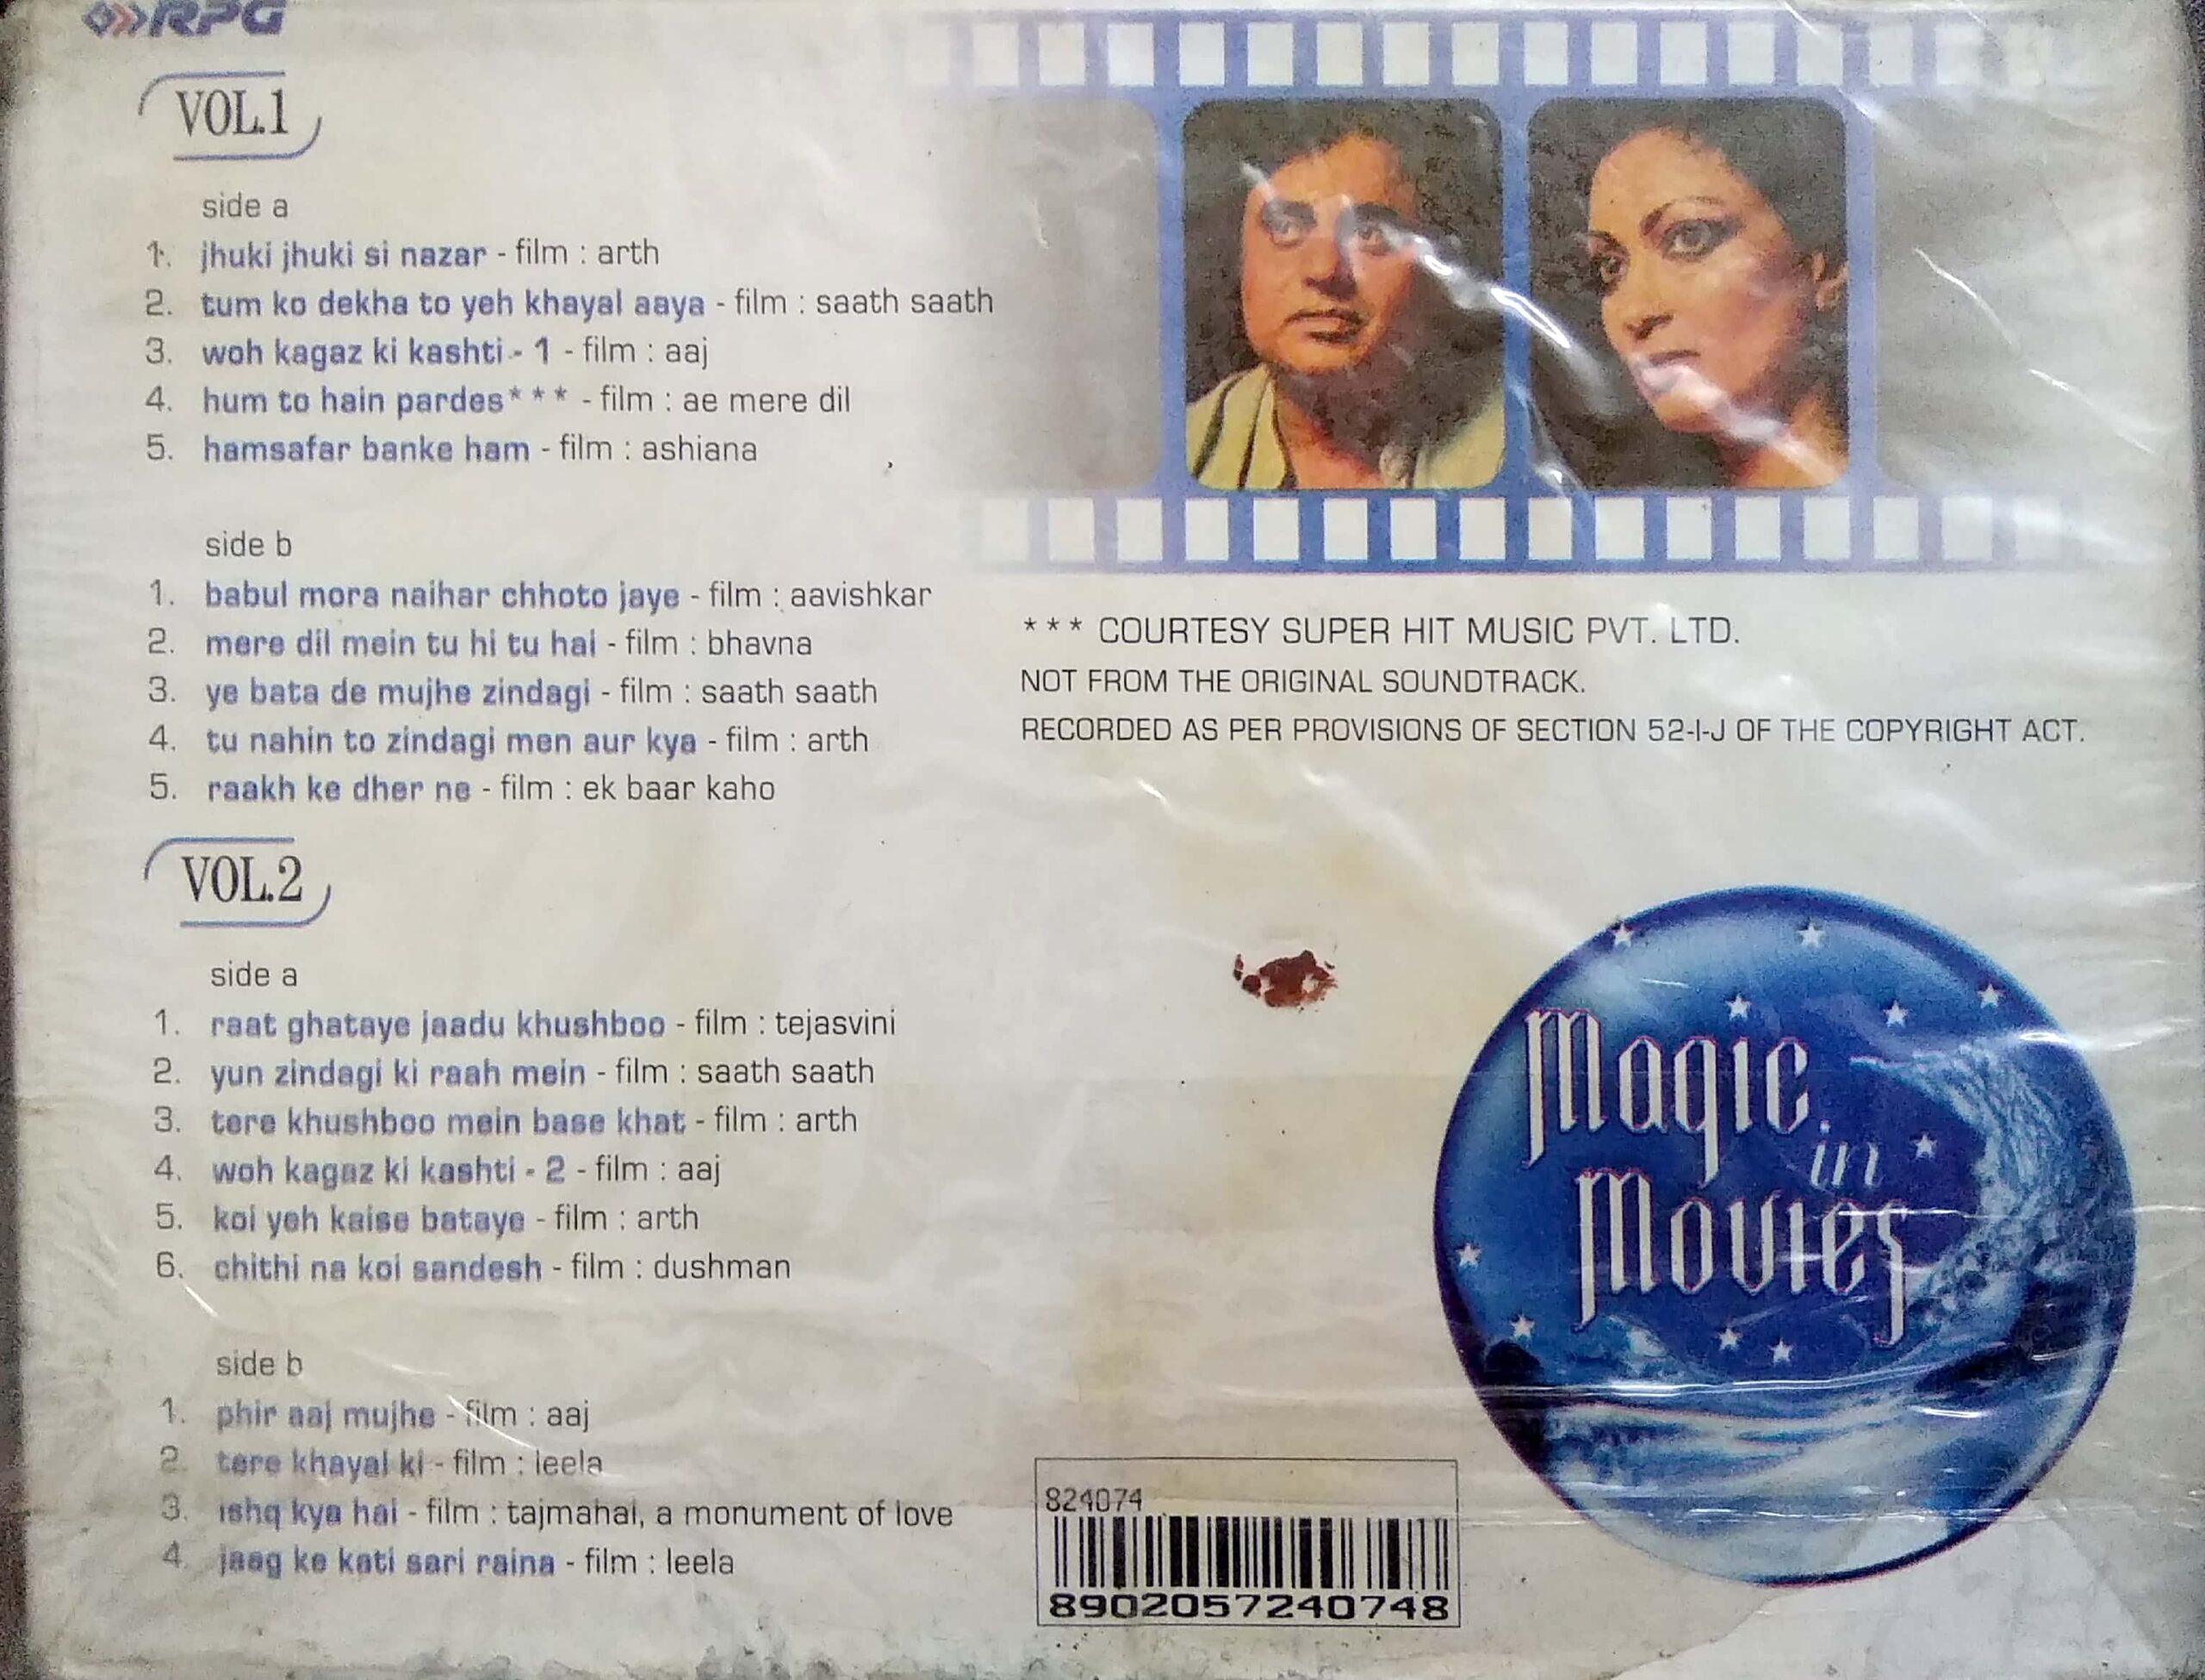 RPG
VOL.1
side a
1. jhuki jhuki si nazar - film : arth
2. tum ko dekha to yeh khayal aaya - film : saath saath
3. woh kagaz ki kashti - 1 - film : aaj
4. hum to hain pardes*** - film : ae mere dil
5. hamsafar banke ham - film : ashiana
side b
1. babul mora naihar chhoto jaye - film : aavishkar
2. mere dil mein tu hi tu hai - film : bhavna
3. ye bata de mujhe zindagi - film : saath saath
4. tu nahin to zindagi men aur kya - film : arth
5. raakh ke dher ne - film : ek baar kaho
VOL.2
side a
1. raat ghataye jaadu khushboo - film : tejasvini
2. yun zindagi ki raah mein - film : saath saath
3. tere khushboo mein base khat - film : arth
4. woh kagaz ki kashti - 2 - film : aaj
5. koi yeh kaise bataye - film : arth
6. chithi na koi sandesh - film : dushman
side b
1. phir aaj mujhe - film : aaj
2. tere khayal ki - film : leela
3. ishq kya hai - film : tajmahal, a monument of love
4. jaag ke kati sari raina - film : leela
*** COURTESY SUPER HIT MUSIC PVT. LTD.
NOT FROM THE ORIGINAL SOUNDTRACK.
RECORDED AS PER PROVISIONS OF SECTION 52-I-J OF THE COPYRIGHT ACT.
Magic
in
Movies
824074
8902057240748